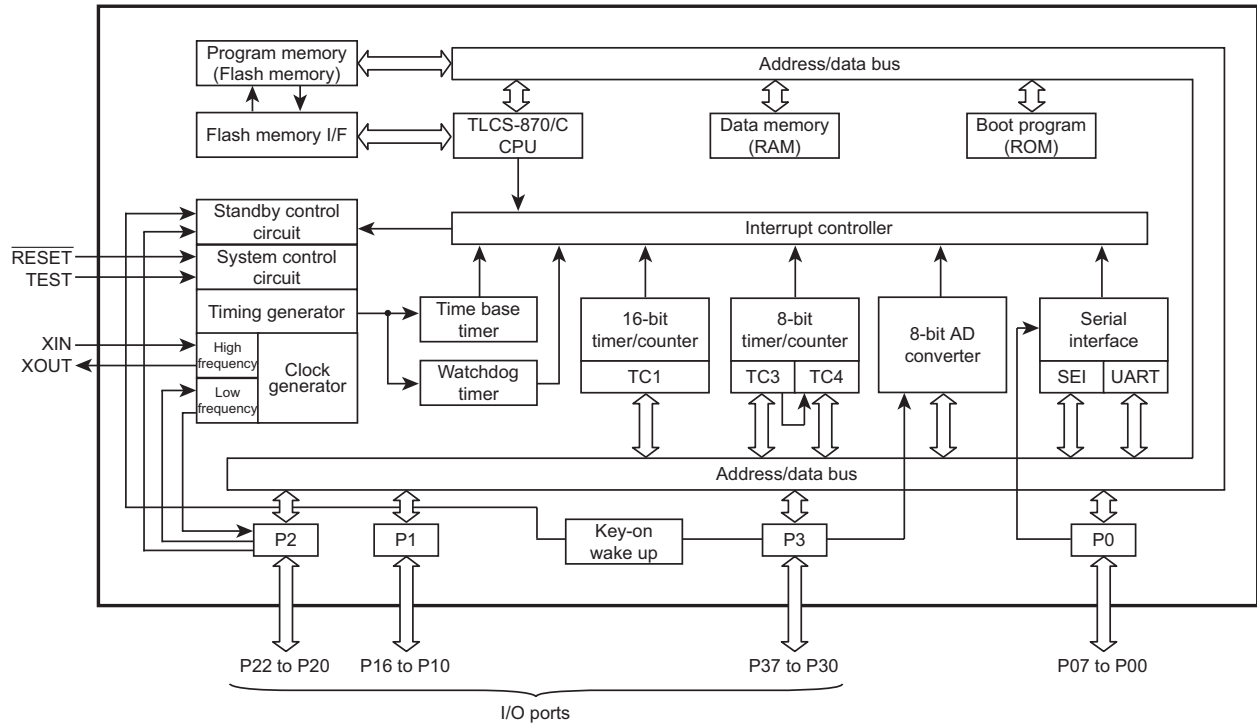 Program memory
(Flash memory)
Address/data bus
Flash memory I/F
TLCS-870/C
CPU
Data memory
(RAM)
Boot program
(ROM)
Standby control
circuit
Interrupt controller
RESET
System control
circuit
TEST
Timing generator
Time base
timer
16-bit
timer/counter
8-bit
timer/counter
8-bit AD
converter
Serial
interface
XIN
XOUT
High
frequency
Clock
generator
Low
frequency
Watchdog
timer
TC1
TC3
TC4
SEI
UART
Address/data bus
P2
P1
Key-on
wake up
P3
P0
P22 to P20
P16 to P10
P37 to P30
P07 to P00
I/O ports